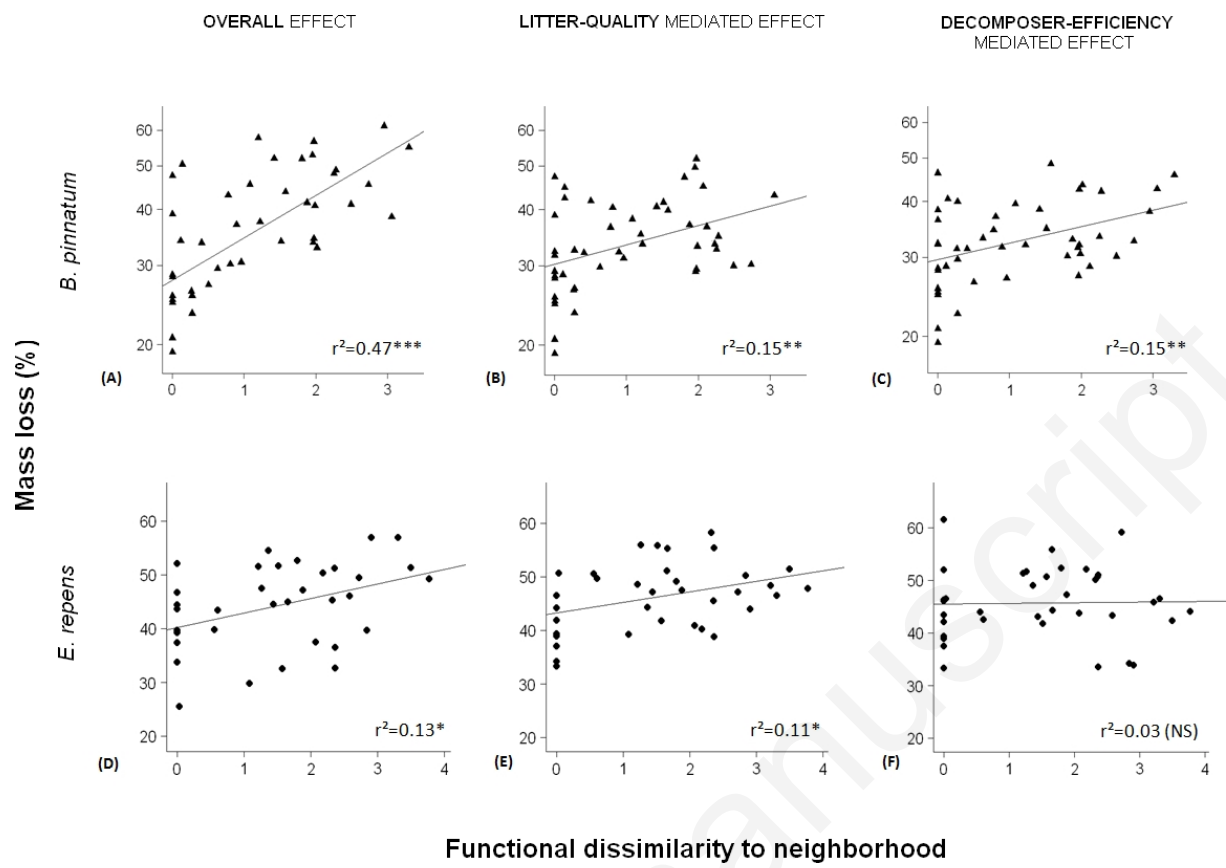 OVERALL EFFECT
LITTER-QUALITY MEDIATED EFFECT
DECOMPOSER-EFFICIENCY
MEDIATED EFFECT
Mass loss (%)
B. pinnatum
60
50
40
30
20
0 1 2 3
r²=0.47***
(A)
60
50
40
30
20
0 1 2 3
r²=0.15**
(B)
60
50
40
30
20
0 1 2 3
r²=0.15**
(C)
E. repens
60
50
40
30
20
0 1 2 3 4
r²=0.13*
(D)
60
50
40
30
20
0 1 2 3 4
r²=0.11*
(E)
60
50
40
30
20
0 1 2 3 4
r²=0.03 (NS)
(F)
Functional dissimilarity to neighborhood
anuscript